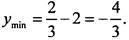 y_min = 2/3 − 2 = −4/3.